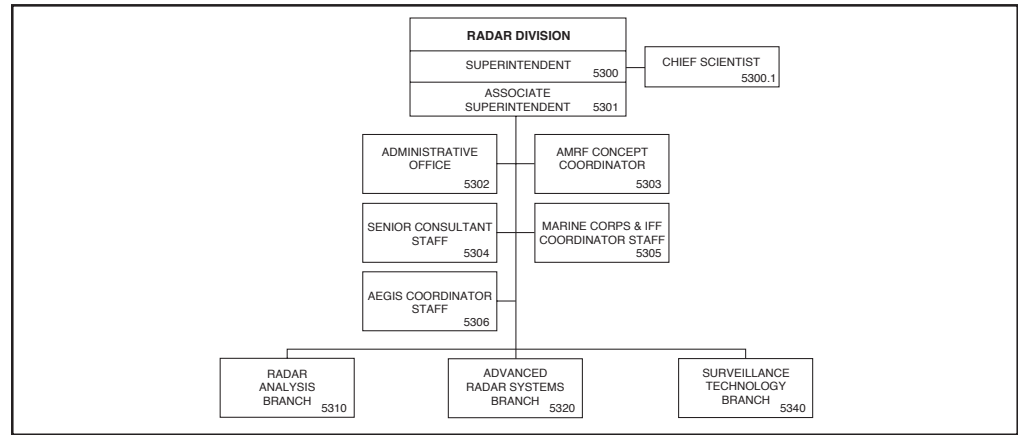 RADAR DIVISION
SUPERINTENDENT
5300
CHIEF SCIENTIST
5300.1
ASSOCIATE
SUPERINTENDENT
5301
ADMINISTRATIVE
OFFICE
5302
AMRF CONCEPT
COORDINATOR
5303
SENIOR CONSULTANT
STAFF
5304
MARINE CORPS & IFF
COORDINATOR STAFF
5305
AEGIS COORDINATOR
STAFF
5306
RADAR
ANALYSIS
BRANCH
5310
ADVANCED
RADAR SYSTEMS
BRANCH
5320
SURVEILLANCE
TECHNOLOGY
BRANCH
5340